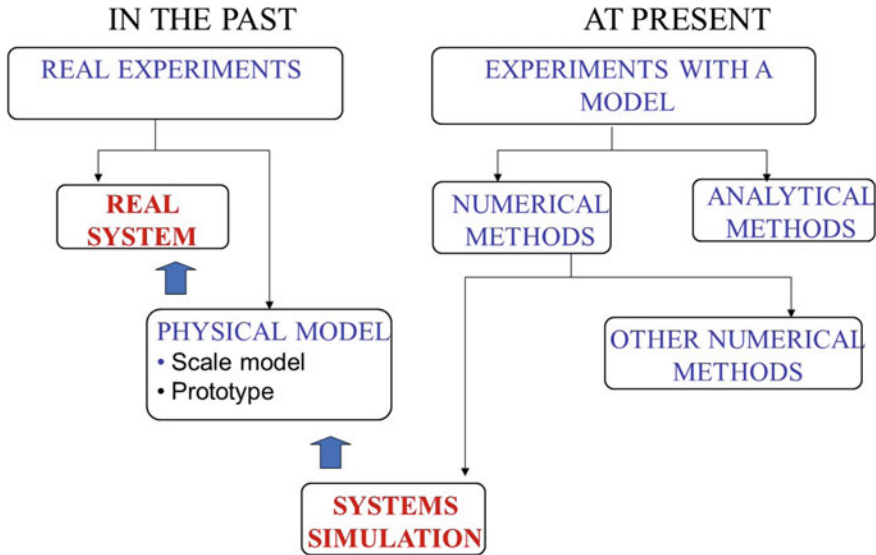 IN THE PAST
AT PRESENT
REAL EXPERIMENTS
EXPERIMENTS WITH A
MODEL
REAL
SYSTEM
NUMERICAL
METHODS
ANALYTICAL
METHODS
PHYSICAL MODEL
• Scale model
• Prototype
OTHER NUMERICAL
METHODS
SYSTEMS
SIMULATION